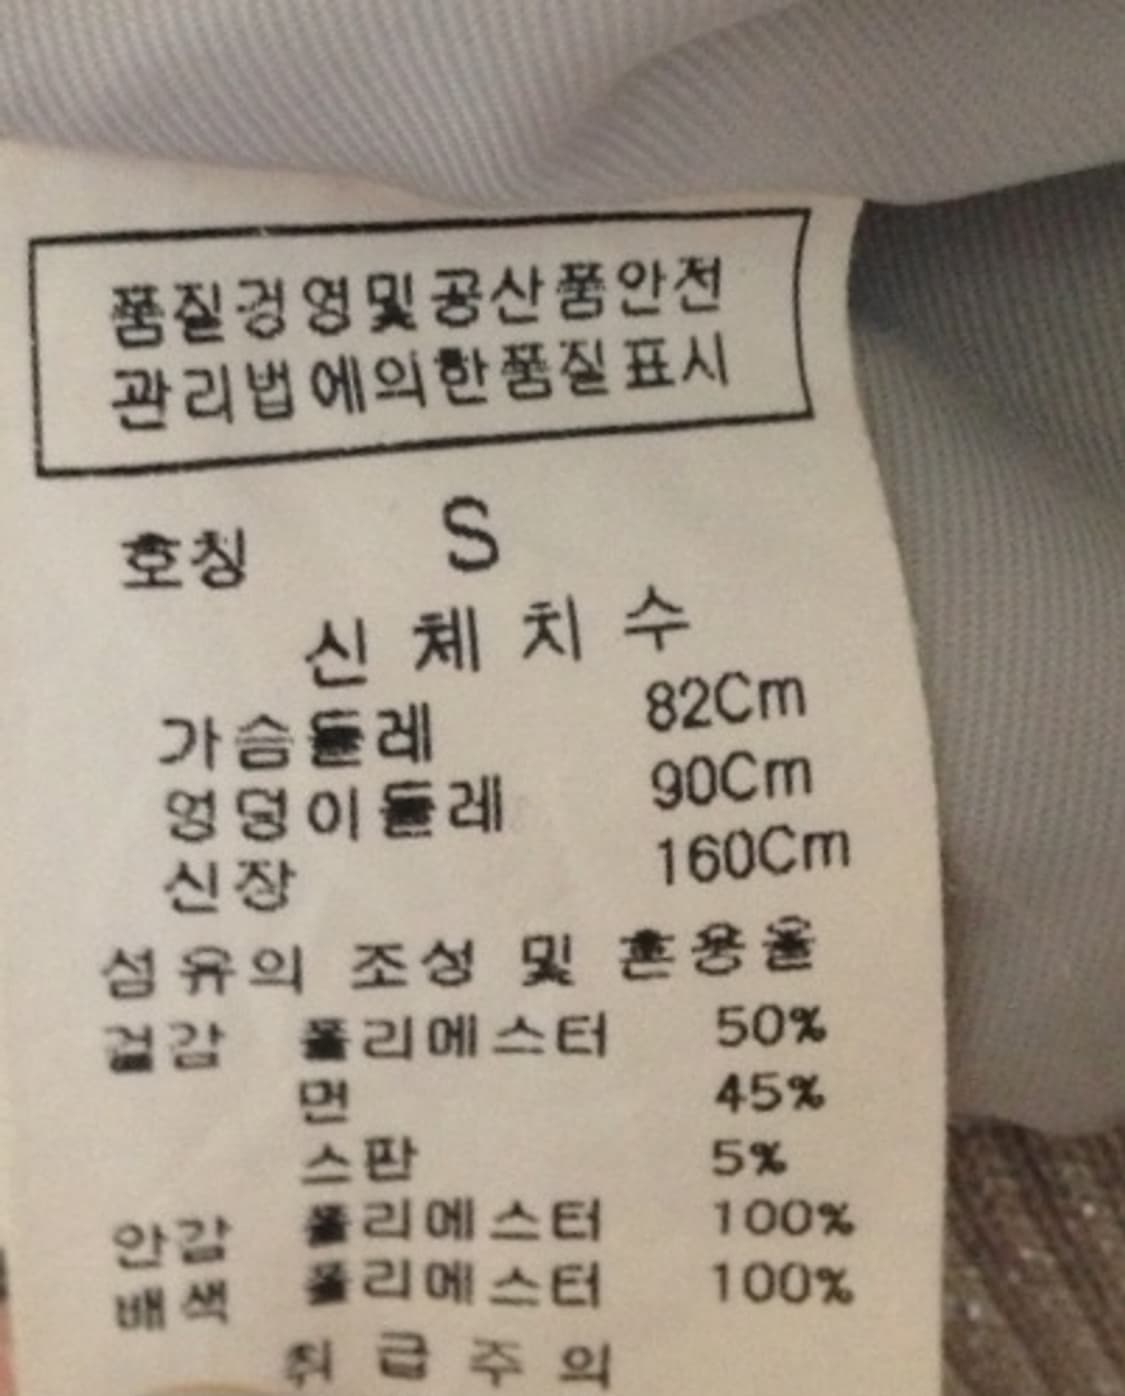 품질경영및공산품안전
관리법에의한품질표시
호칭 S
신체치수
가슴둘레 82Cm
엉덩이둘레 90Cm
신장 160Cm
섬유의 조성 및 혼용율
겉감 폴리에스터 50%
면 45%
스판 5%
안감 폴리에스터 100%
배색 폴리에스터 100%
취급주의